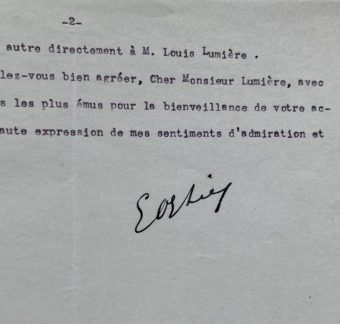 -2-
autre directement à M. Louis Lumière .
lez-vous bien agréer, Cher Monsieur Lumière, avec
s les plus émus pour la bienveillance de votre ac-
aute expression de mes sentiments d'admiration et